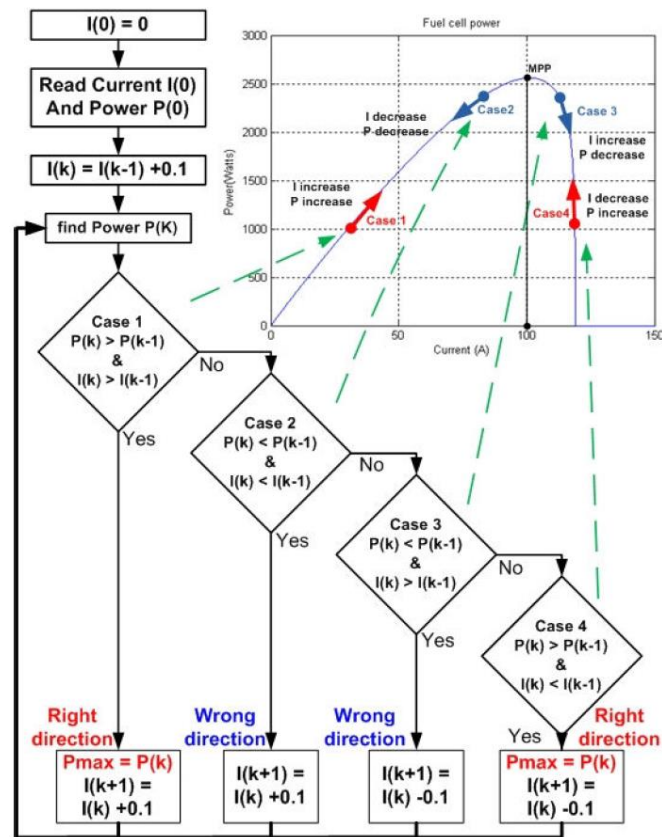 I(0) = 0
Read Current I(0)
And Power P(0)
I(k) = I(k-1) +0.1
find Power P(K)
Case 1
P(k) > P(k-1)
&
I(k) > I(k-1)
No
Yes
Case 2
P(k) < P(k-1)
&
I(k) < I(k-1)
No
Yes
Case 3
P(k) < P(k-1)
&
I(k) > I(k-1)
No
Yes
Case 4
P(k) > P(k-1)
&
I(k) < I(k-1)
Yes
Right
direction
Pmax = P(k)
I(k+1) =
I(k) +0.1
Wrong
direction
I(k+1) =
I(k) +0.1
Wrong
direction
I(k+1) =
I(k) -0.1
Right
direction
Pmax = P(k)
I(k+1) =
I(k) -0.1
Fuel cell power
3000
2500
2000
1500
1000
500
0
Power(Watts)
MPP
I decrease
P decrease
Case2
Case 3
I increase
P decrease
I increase
P increase
Case 1
I decrease
P increase
Case4
0
50
100
150
Current (A)